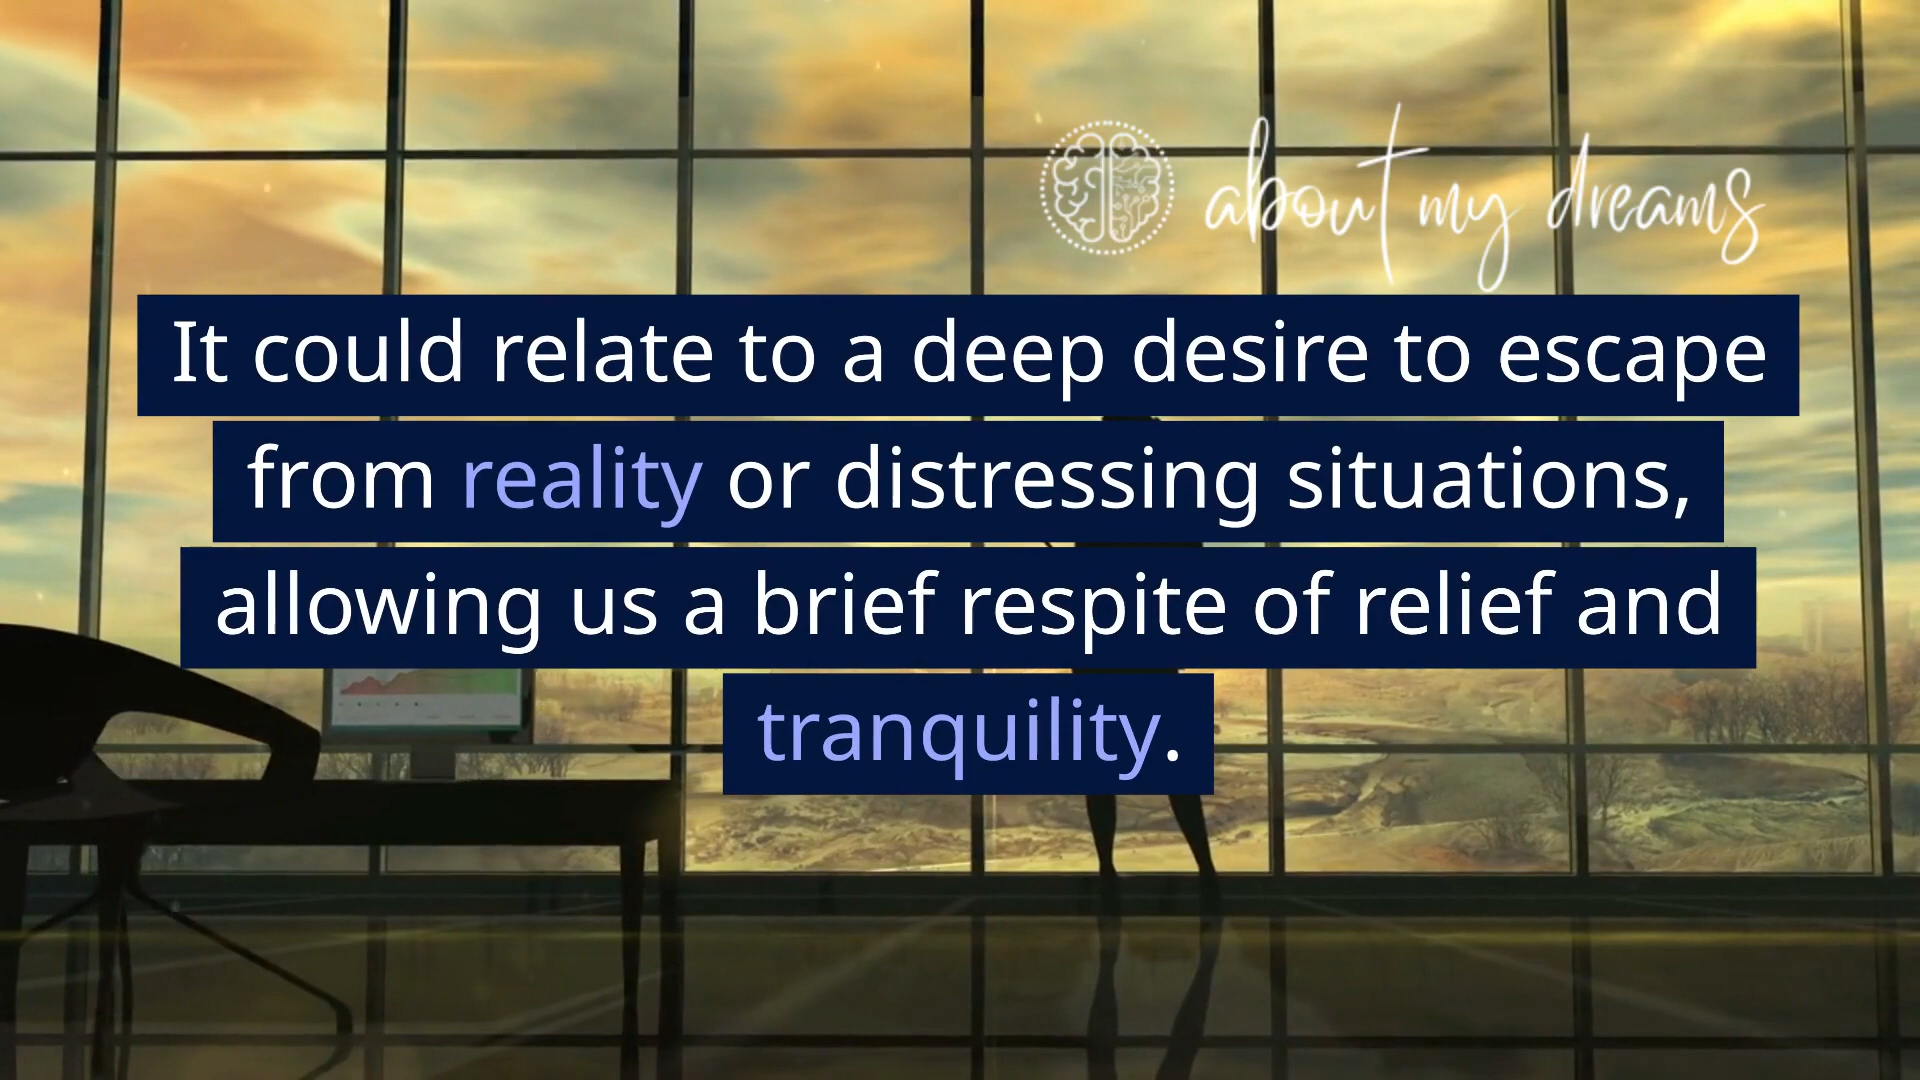 about my dreams
It could relate to a deep desire to escape
from reality or distressing situations,
allowing us a brief respite of relief and
tranquility.